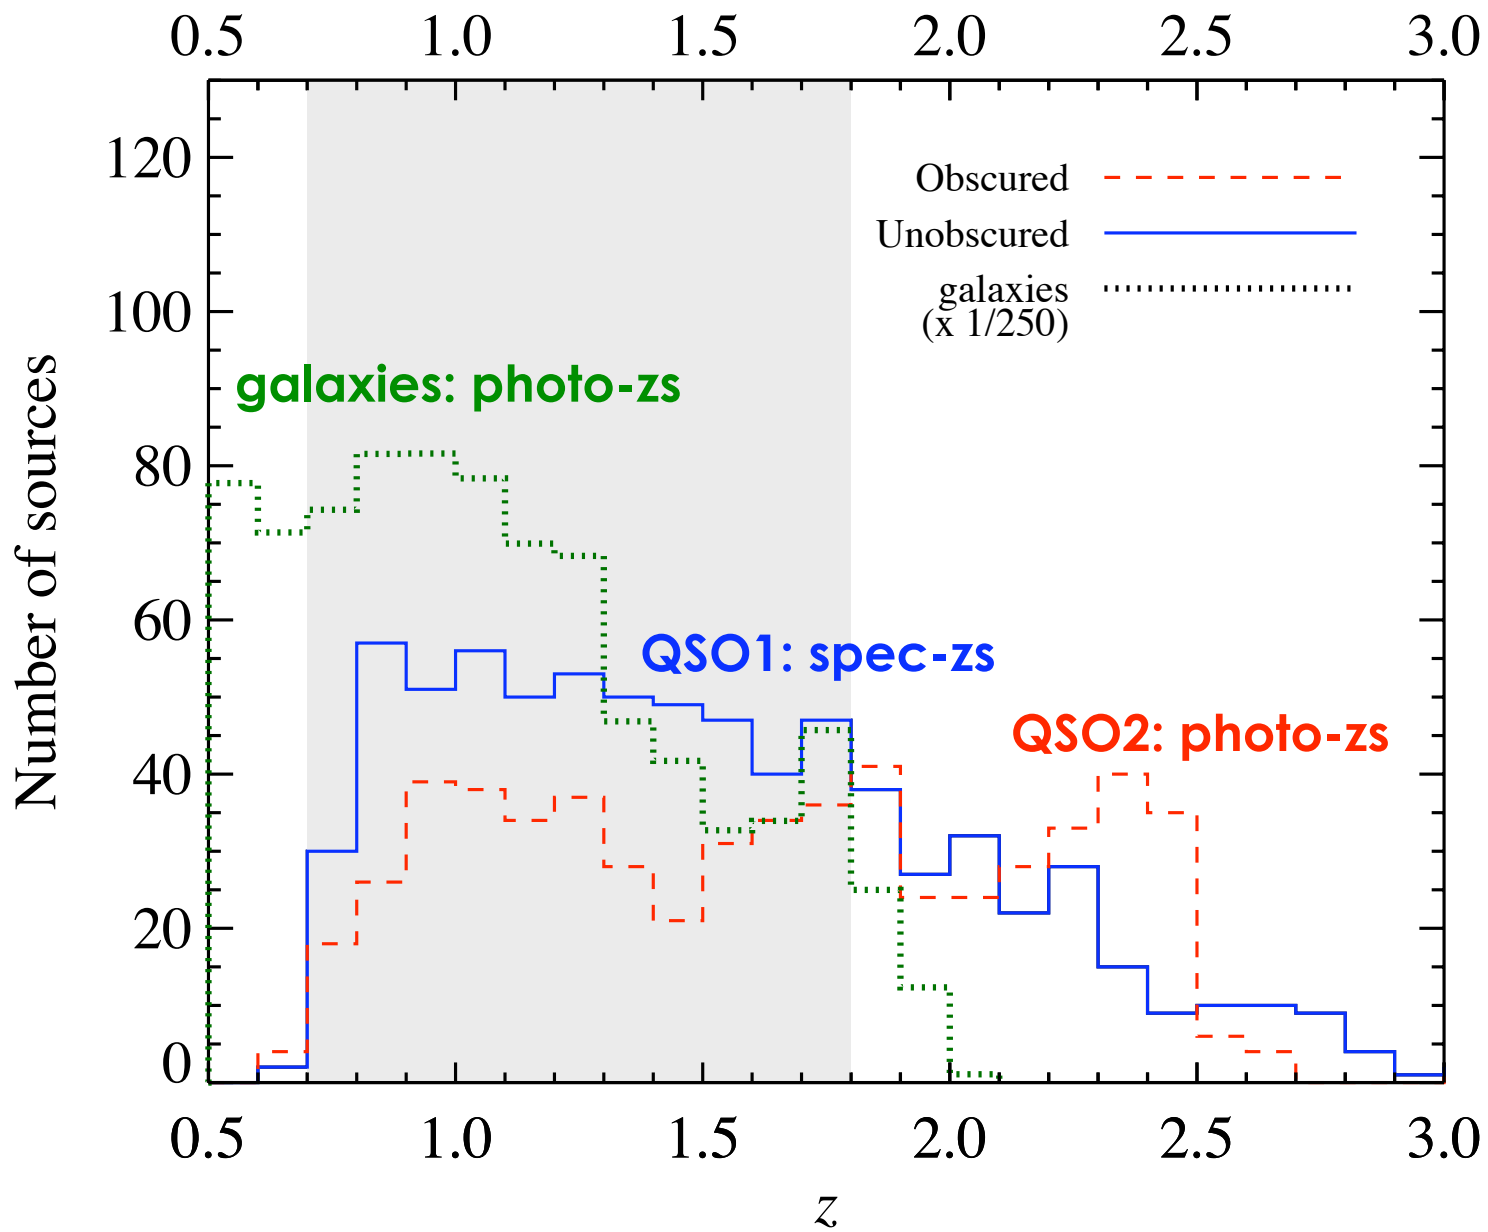 0.5 1.0 1.5 2.0 2.5 3.0
120
100
80
60
40
20
0
Number of sources
Obscured
Unobscured
galaxies
(x 1/250)
galaxies: photo-zs
QSO1: spec-zs
QSO2: photo-zs
0.5 1.0 1.5 2.0 2.5 3.0
z